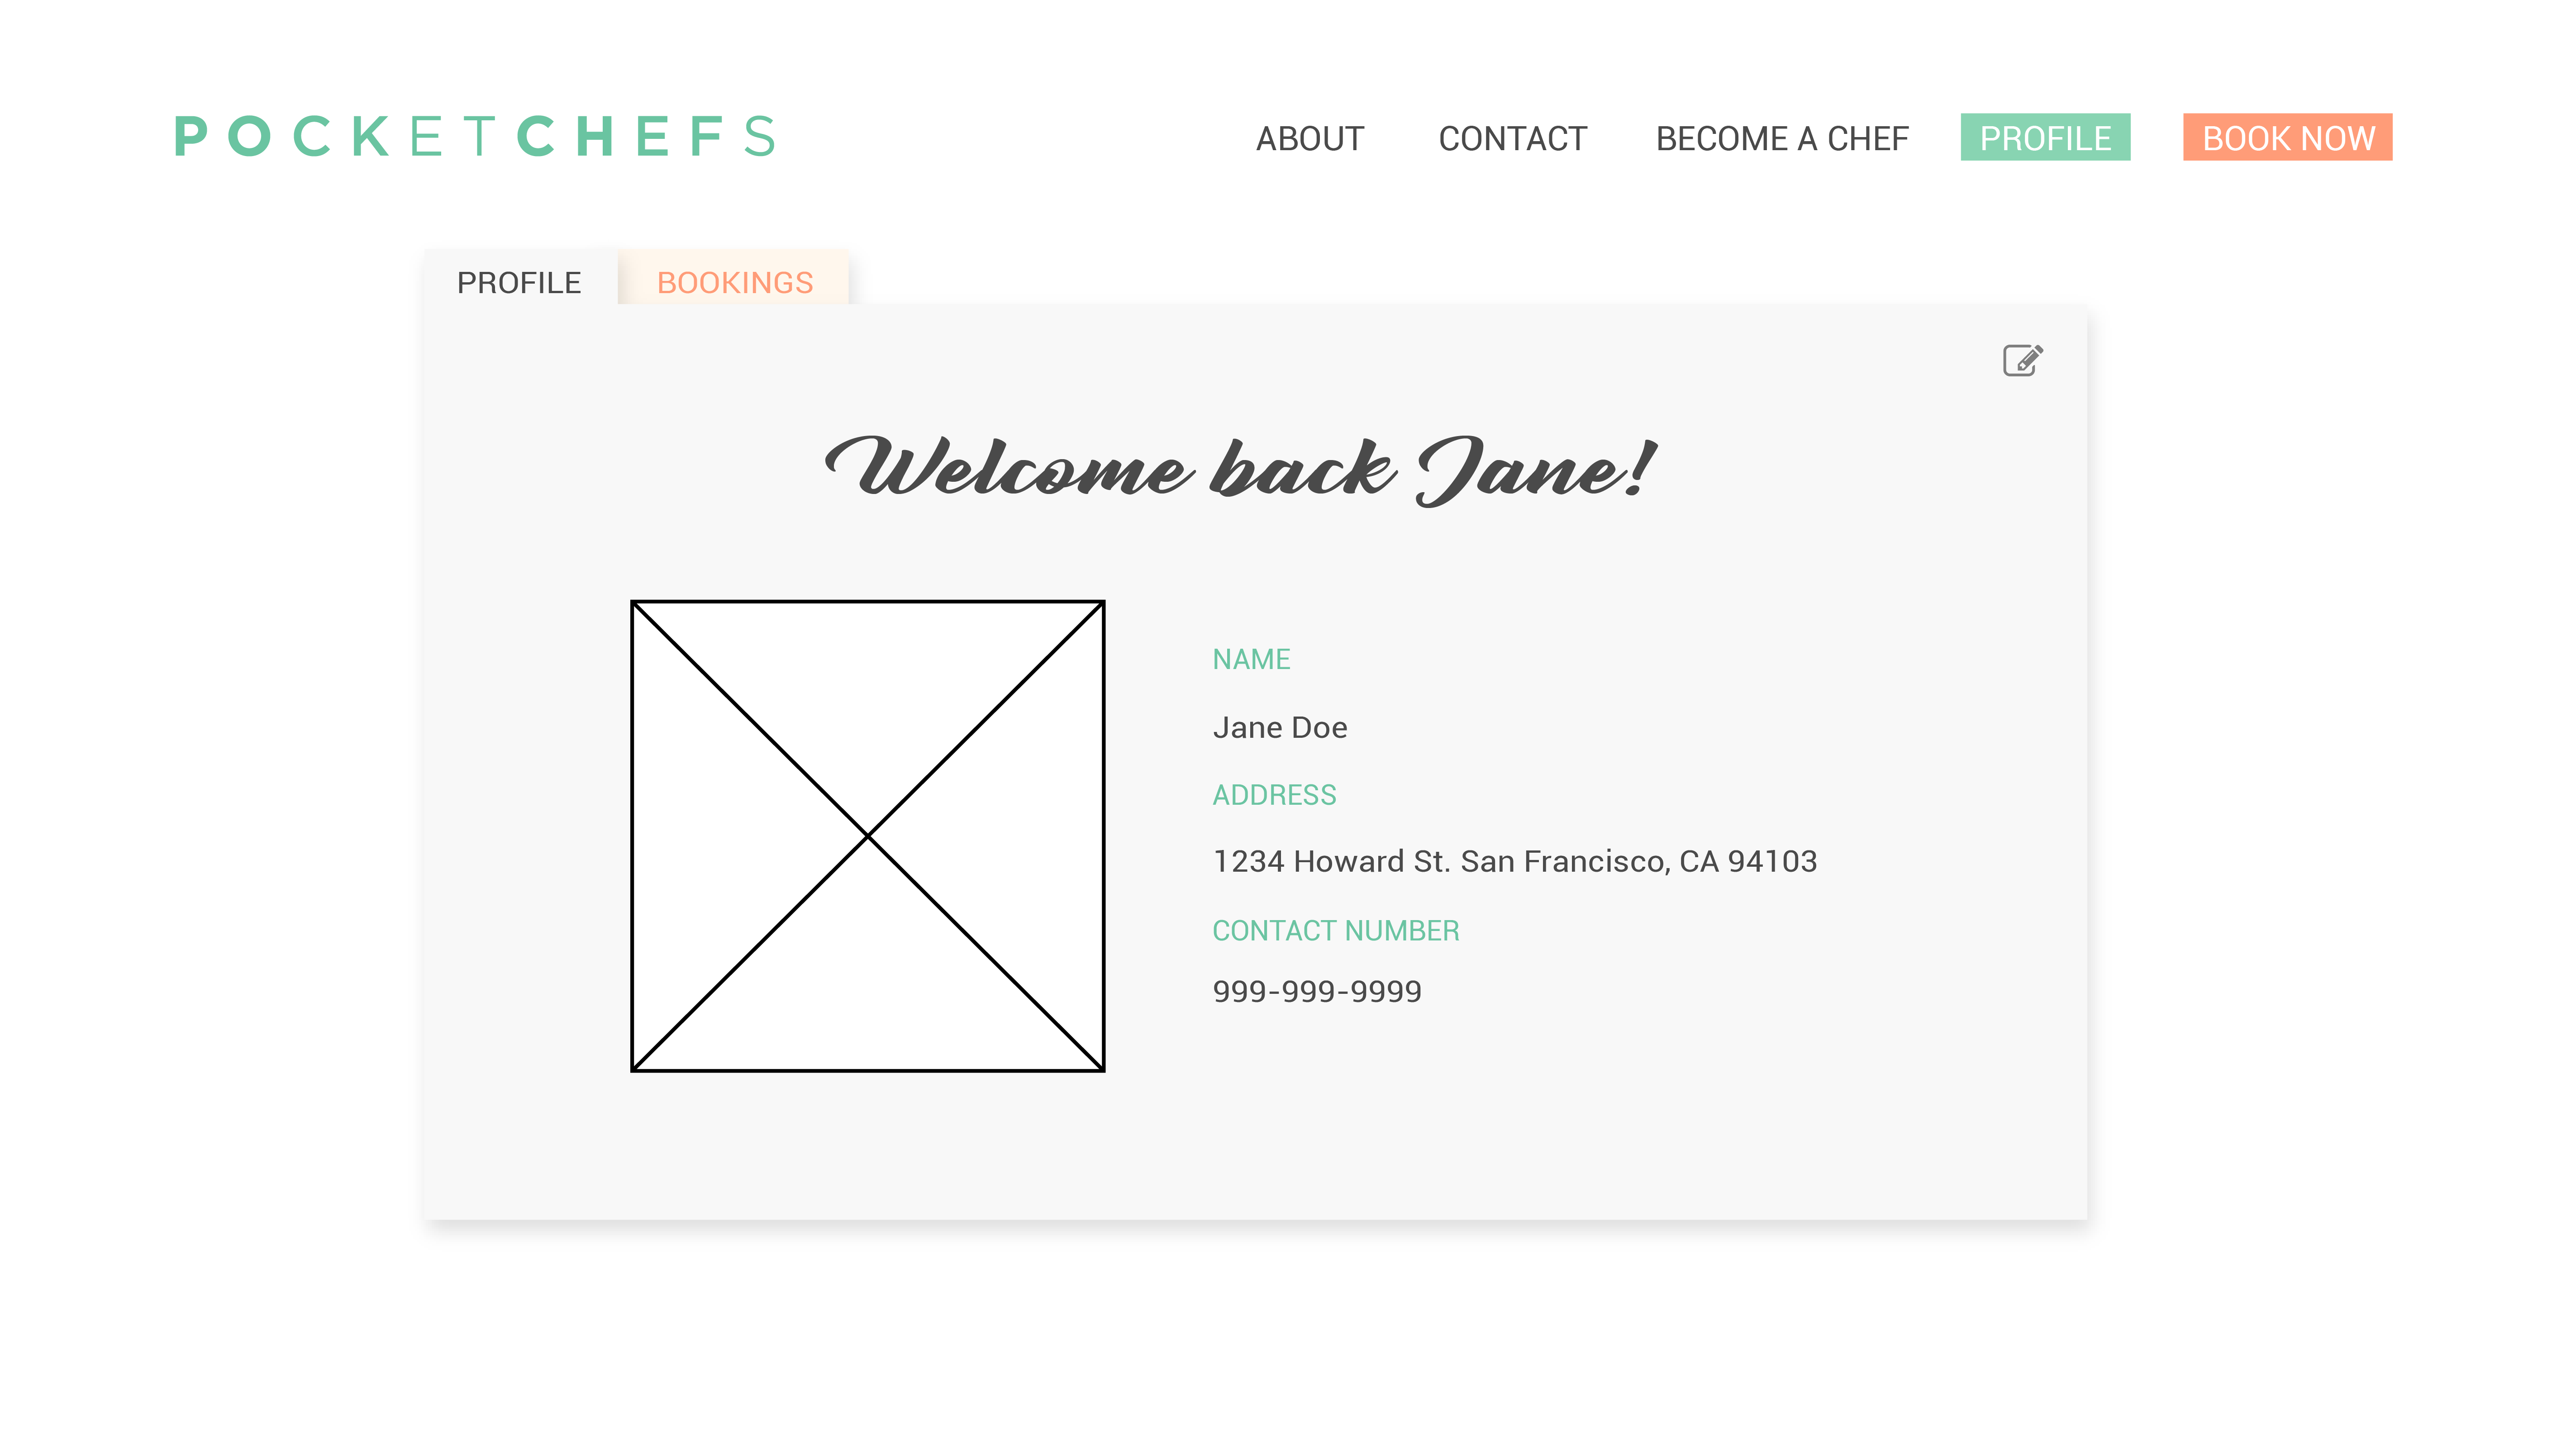 POCKETCHEFS
ABOUT CONTACT BECOME A CHEF PROFILE BOOK NOW
PROFILE BOOKINGS
Welcome back Jane!
NAME
Jane Doe
ADDRESS
1234 Howard St. San Francisco, CA 94103
CONTACT NUMBER
999-999-9999